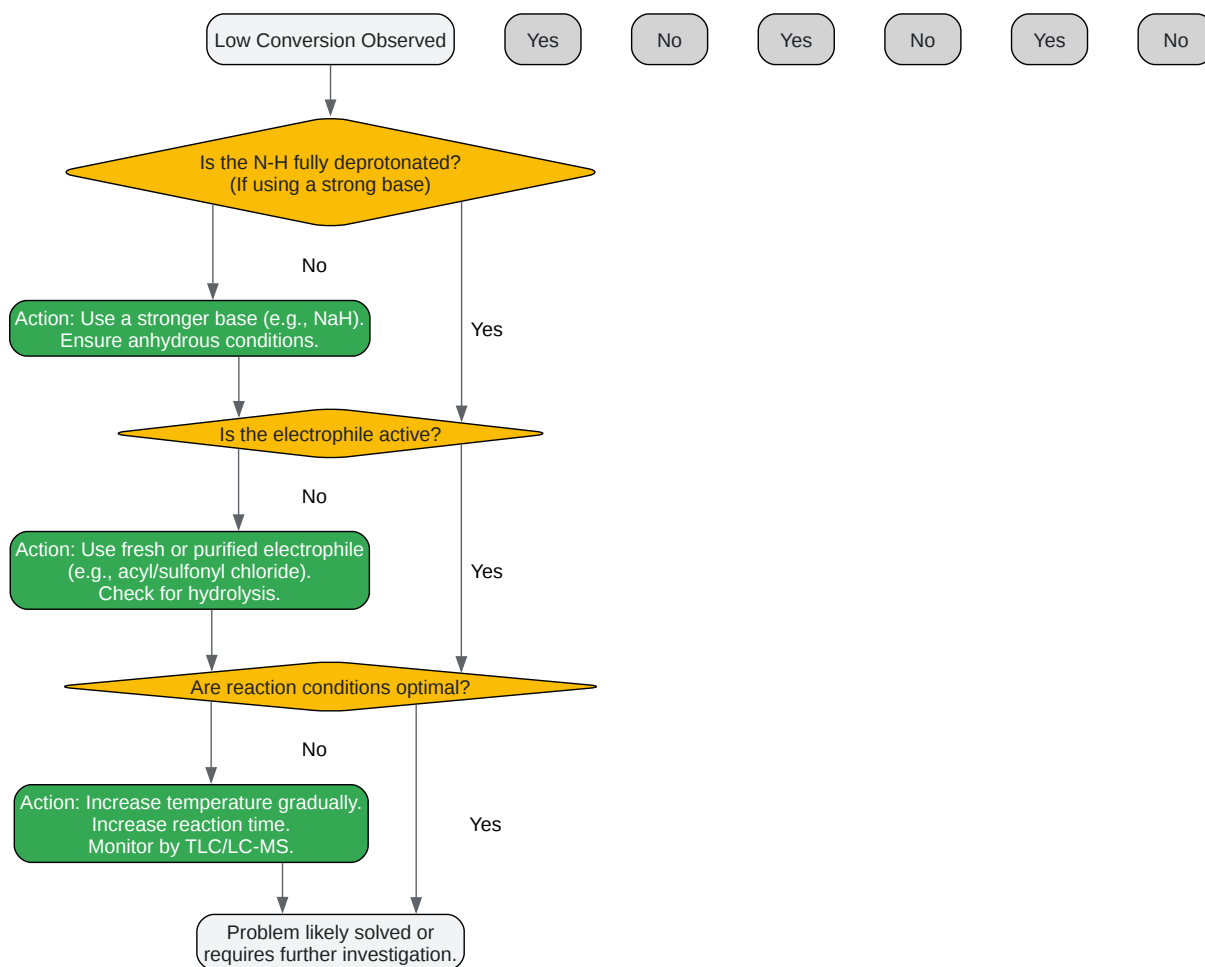 Low Conversion Observed
Yes
No
Yes
No
Yes
No
Is the N-H fully deprotonated?
(If using a strong base)
No
Action: Use a stronger base (e.g., NaH).
Ensure anhydrous conditions.
Yes
Is the electrophile active?
No
Action: Use fresh or purified electrophile
(e.g., acyl/sulfonyl chloride).
Check for hydrolysis.
Yes
Are reaction conditions optimal?
No
Action: Increase temperature gradually.
Increase reaction time.
Monitor by TLC/LC-MS.
Yes
Problem likely solved or
requires further investigation.